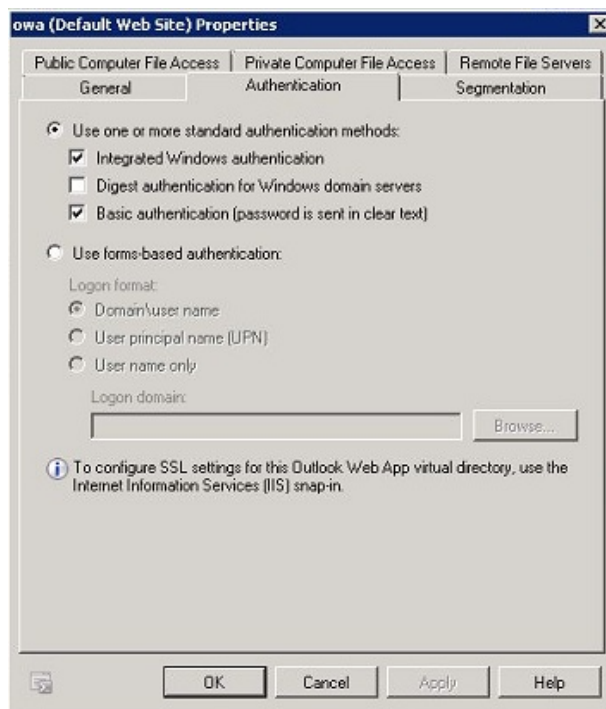 owa (Default Web Site) Properties
Public Computer File Access
Private Computer File Access
Remote File Servers
General
Authentication
Segmentation
Use one or more standard authentication methods:
Integrated Windows authentication
Digest authentication for Windows domain servers
Basic authentication (password is sent in clear text)
Use forms-based authentication:
Logon format:
Domain\user name
User principal name (UPN)
User name only
Logon domain:
Browse...
To configure SSL settings for this Outlook Web App virtual directory, use the
Internet Information Services (IIS) snap-in.
OK
Cancel
Apply
Help